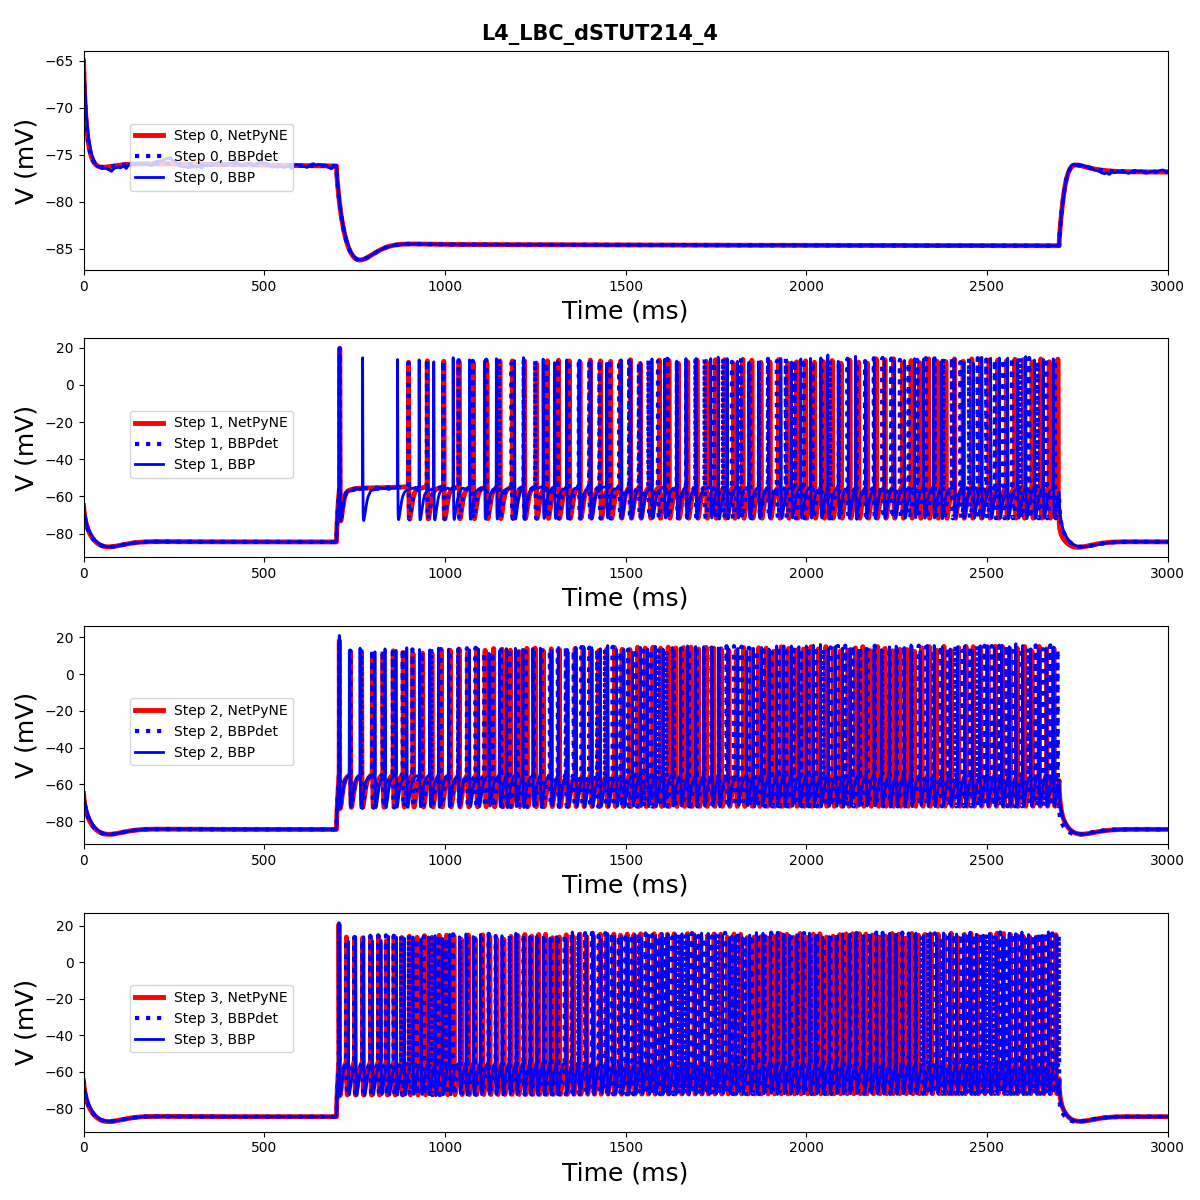 L4_LBC_dSTUT214_4
−65
−70
−75
−80
−85
V (mV)
Step 0, NetPyNE
Step 0, BBPdet
Step 0, BBP
0 500 1000 1500 2000 2500 3000
Time (ms)
20
0
−20
−40
−60
−80
V (mV)
Step 1, NetPyNE
Step 1, BBPdet
Step 1, BBP
0 500 1000 1500 2000 2500 3000
Time (ms)
20
0
−20
−40
−60
−80
V (mV)
Step 2, NetPyNE
Step 2, BBPdet
Step 2, BBP
0 500 1000 1500 2000 2500 3000
Time (ms)
20
0
−20
−40
−60
−80
V (mV)
Step 3, NetPyNE
Step 3, BBPdet
Step 3, BBP
0 500 1000 1500 2000 2500 3000
Time (ms)